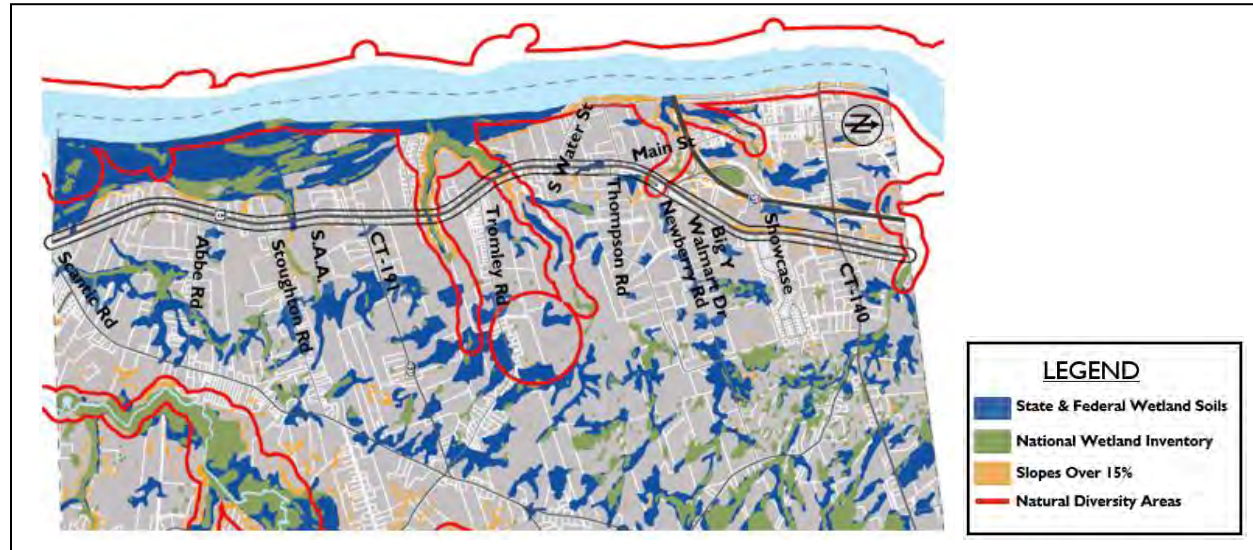 S Water St
Main St
Scantic Rd
Abbe Rd
Stoughton Rd
S.A.A.
CT-191
Tromley Rd
Thompson Rd
Newberry Rd
Walmart Dr
Big Y
Showcase
CT-140
N
LEGEND
State & Federal Wetland Soils
National Wetland Inventory
Slopes Over 15%
Natural Diversity Areas